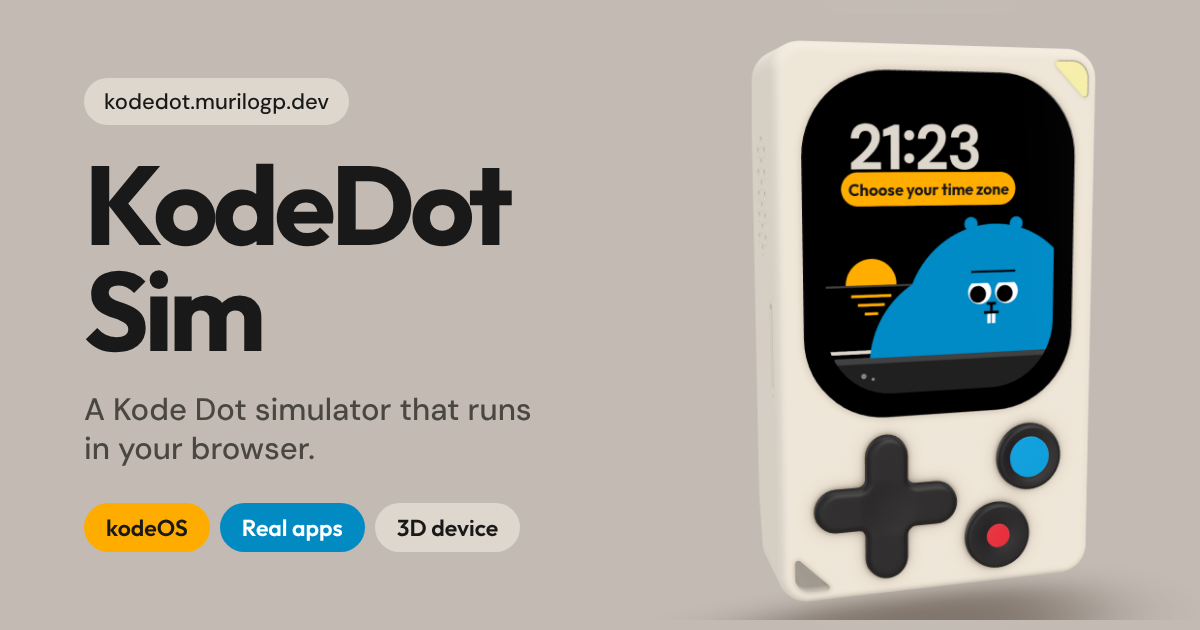 kodedot.murilogp.dev
KodeDot
Sim
A Kode Dot simulator that runs
in your browser.
kodeOS
Real apps
3D device
21:23
Choose your time zone